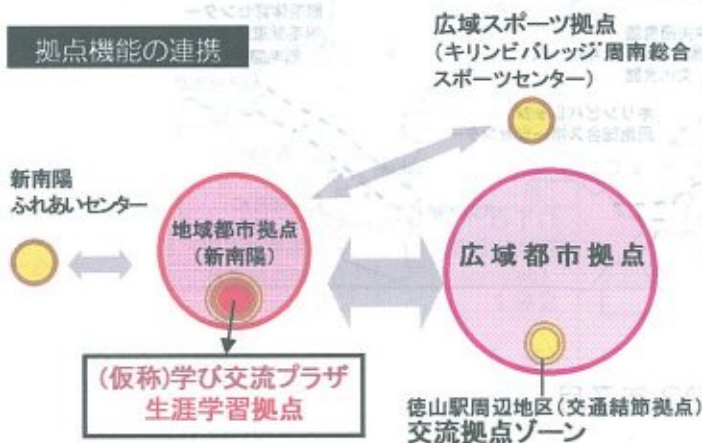 拠点機能の連携
広域スポーツ拠点
(キリンビバレッジ周南総合
スポーツセンター)
新南陽
ふれあいセンター
地域都市拠点
(新南陽)
広域都市拠点
(仮称)学び交流プラザ
生涯学習拠点
徳山駅周辺地区(交通結節拠点)
交流拠点ゾーン